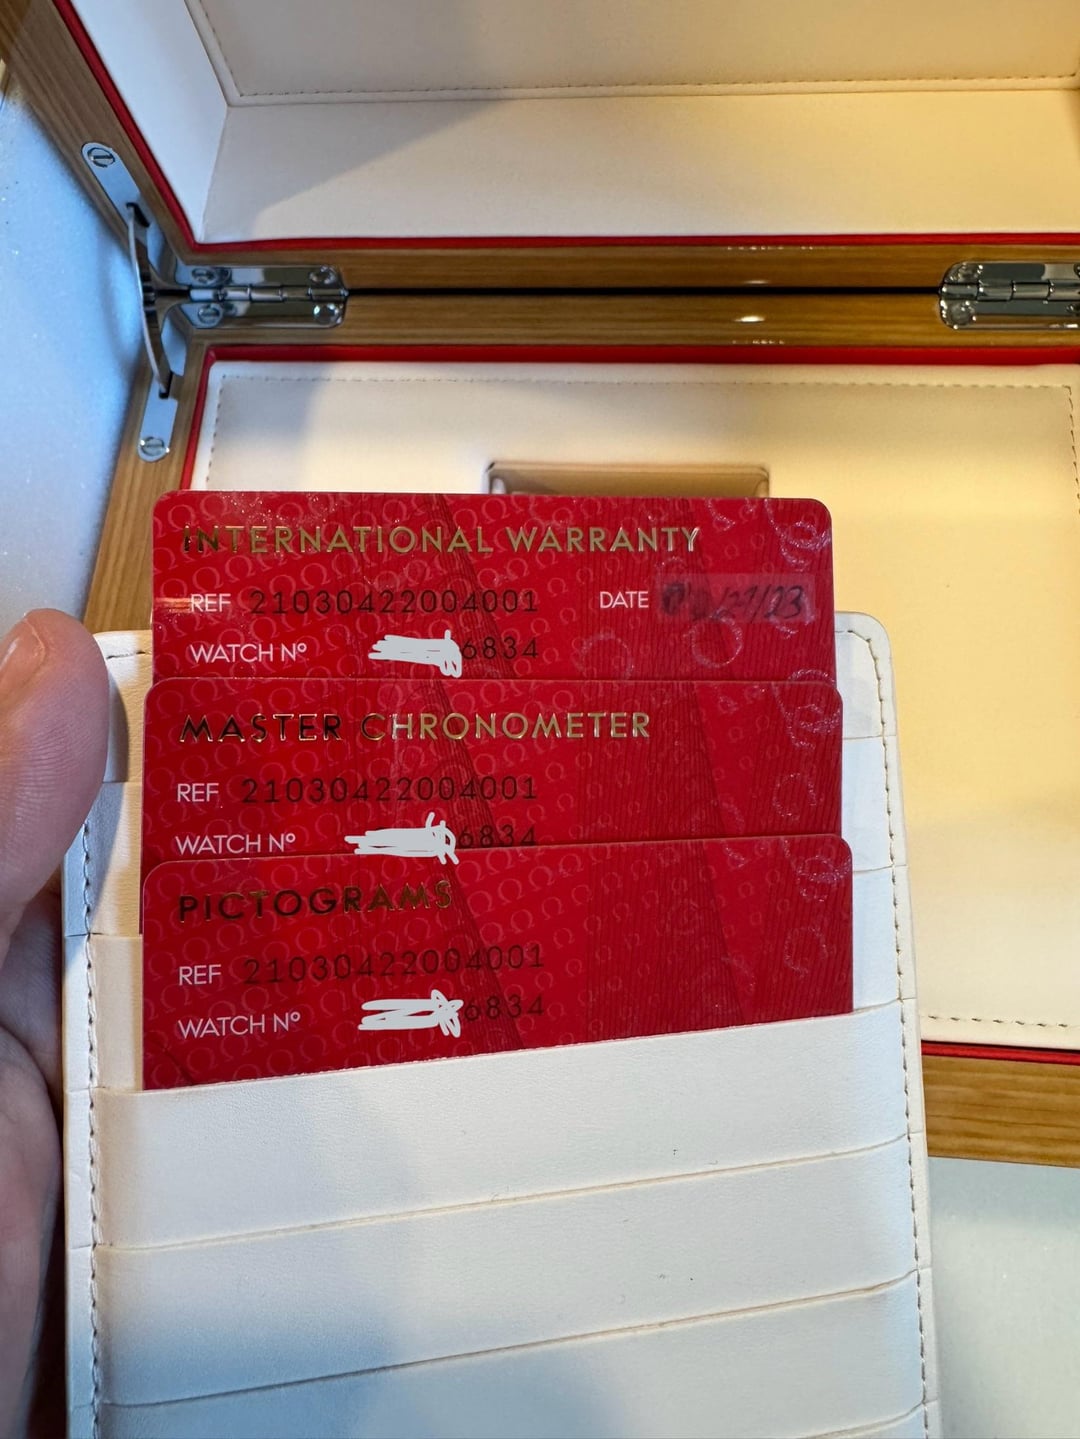 INTERNATIONAL WARRANTY
REF 21030422004001 DATE
WATCH Nº 6834
MASTER CHRONOMETER
REF 21030422004001
WATCH Nº 6834
PICTOGRAMS
REF 21030422004001
WATCH Nº 6834